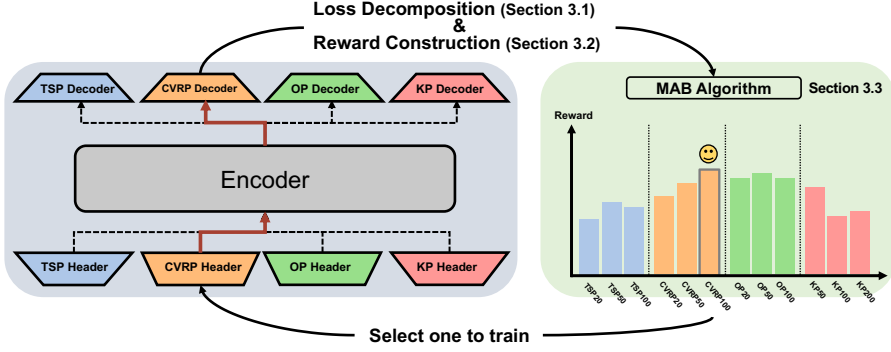 Loss Decomposition (Section 3.1)
&
Reward Construction (Section 3.2)
TSP Decoder
CVRP Decoder
OP Decoder
KP Decoder
Encoder
TSP Header
CVRP Header
OP Header
KP Header
MAB Algorithm
Section 3.3
Reward
TSP20
TSP50
TSP100
CVRP20
CVRP50
CVRP100
OP20
OP50
OP100
KP50
KP100
KP200
Select one to train